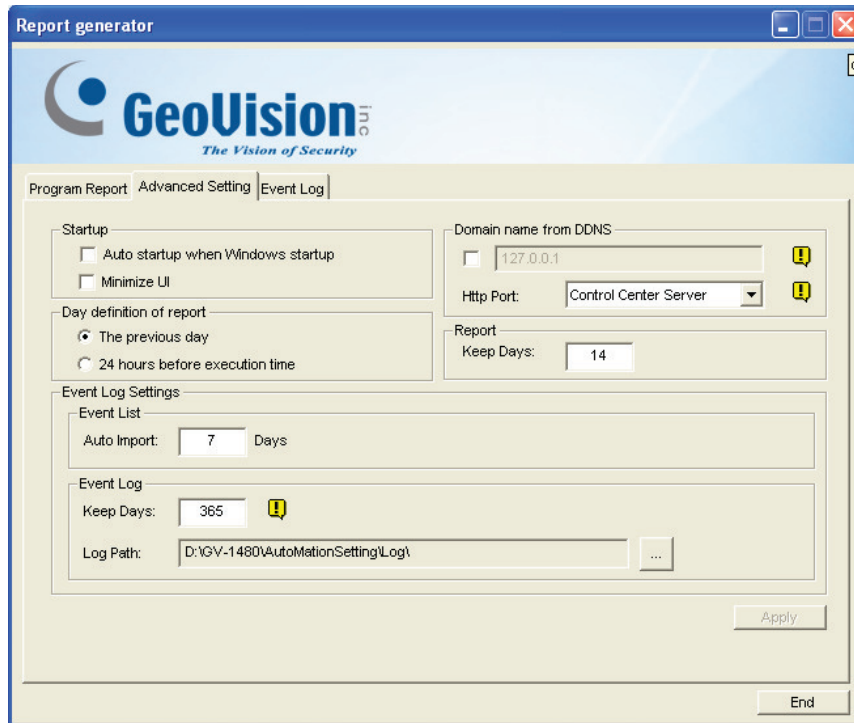 Report generator
GeoVision inc
The Vision of Security
Program Report Advanced Setting Event Log
Startup
Auto startup when Windows startup
Minimize UI
Day definition of report
The previous day
24 hours before execution time
Domain name from DDNS
127.0.0.1
Http Port: Control Center Server
Report
Keep Days: 14
Event Log Settings
Event List
Auto Import: 7 Days
Event Log
Keep Days: 365
Log Path: D:\GV-1480\AutoMationSetting\Log\ ...
Apply
End